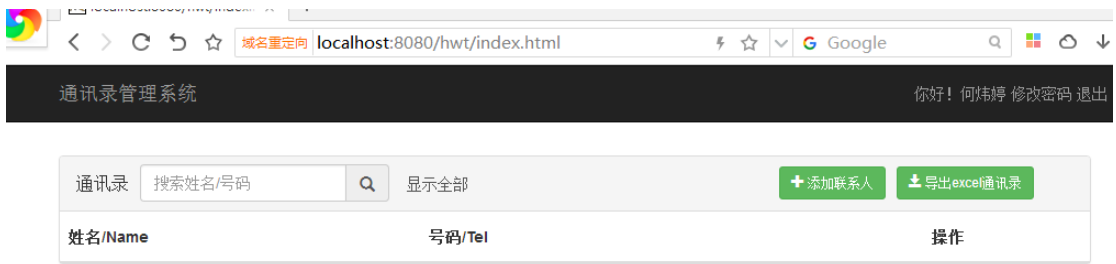 域名重定向 localhost:8080/hwt/index.html Google
通讯录管理系统 你好！何炜婷 修改密码 退出
通讯录 搜索姓名/号码 显示全部 添加联系人 导出excel通讯录
姓名/Name 号码/Tel 操作